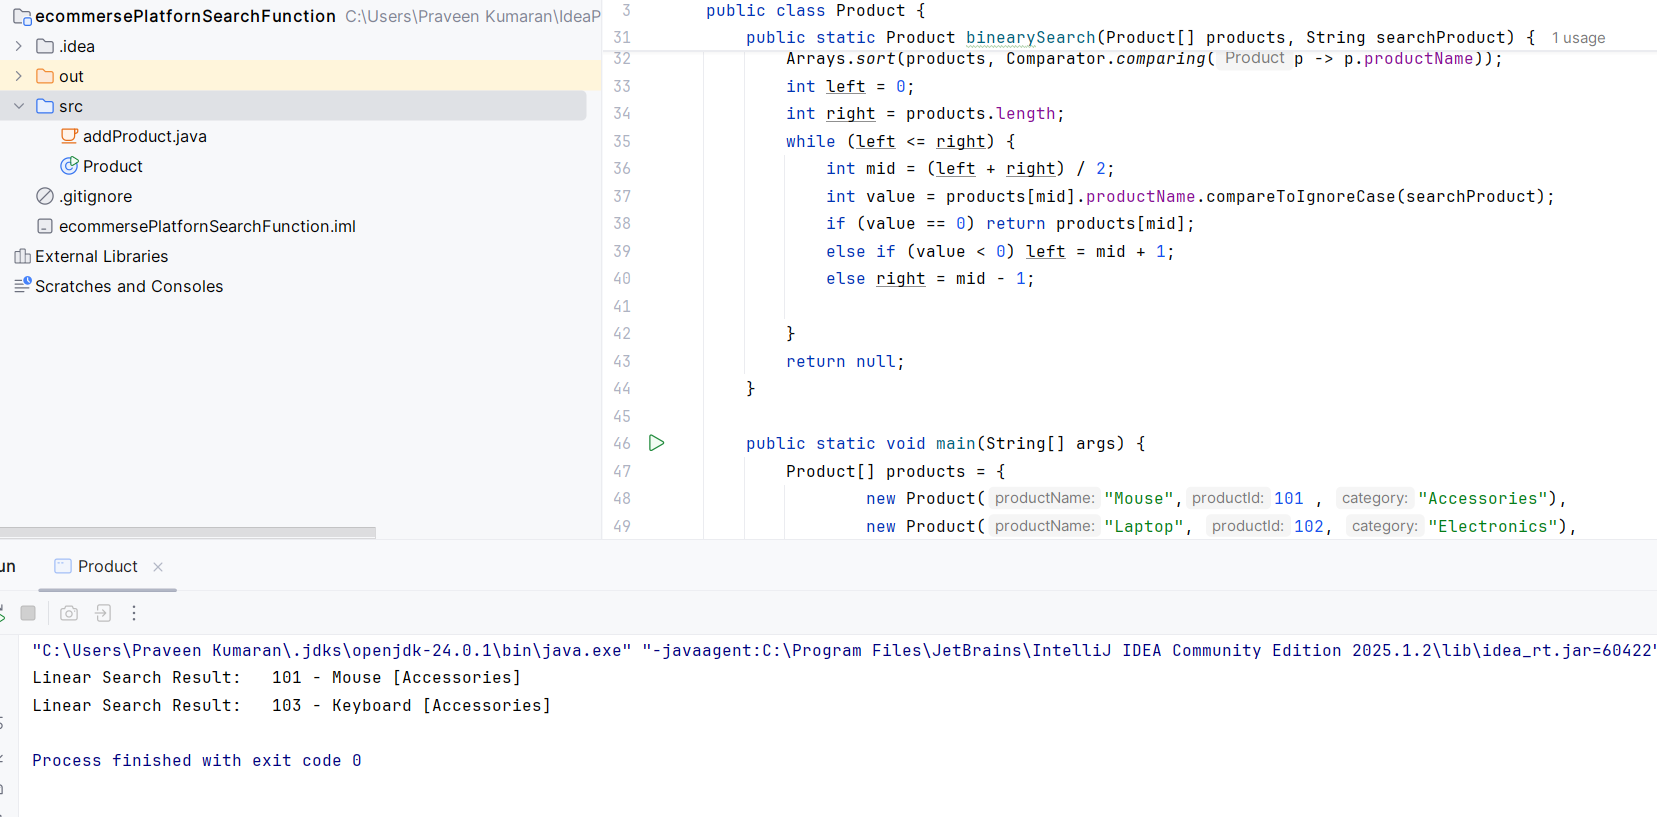 ecommersePlatfornSearchFunction C:\Users\Praveen Kumaran\IdeaP
.idea
out
src
addProduct.java
Product
.gitignore
ecommersePlatfornSearchFunction.iml
External Libraries
Scratches and Consoles
3 public class Product {
31 public static Product binearySearch(Product[] products, String searchProduct) { 1 usage
32 Arrays.sort(products, Comparator.comparing( Product p -> p.productName));
33 int left = 0;
34 int right = products.length;
35 while (left <= right) {
36 int mid = (left + right) / 2;
37 int value = products[mid].productName.compareToIgnoreCase(searchProduct);
38 if (value == 0) return products[mid];
39 else if (value < 0) left = mid + 1;
40 else right = mid - 1;
41
42 }
43 return null;
44 }
45
46 public static void main(String[] args) {
47 Product[] products = {
48 new Product( productName: "Mouse", productId: 101 , category: "Accessories"),
49 new Product( productName: "Laptop", productId: 102, category: "Electronics"),
un Product
"C:\Users\Praveen Kumaran\.jdks\openjdk-24.0.1\bin\java.exe" "-javaagent:C:\Program Files\JetBrains\IntelliJ IDEA Community Edition 2025.1.2\lib\idea_rt.jar=60422"
Linear Search Result: 101 - Mouse [Accessories]
Linear Search Result: 103 - Keyboard [Accessories]
Process finished with exit code 0